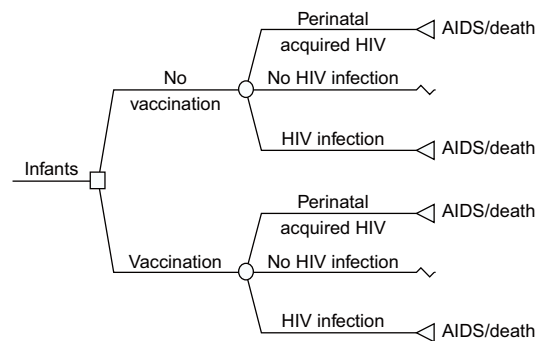 Perinatal
acquired HIV
AIDS/death
No
vaccination
No HIV infection
HIV infection
AIDS/death
Infants
Perinatal
acquired HIV
AIDS/death
Vaccination
No HIV infection
HIV infection
AIDS/death